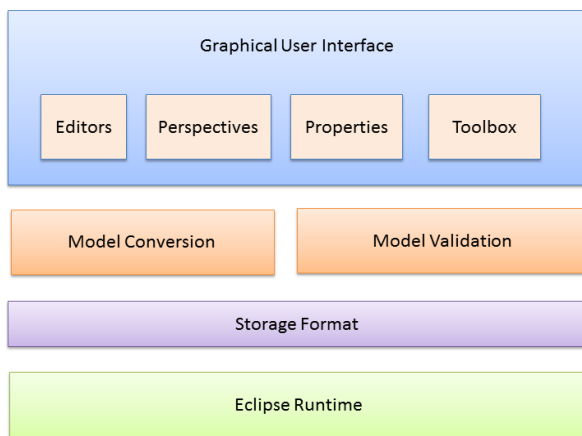 Graphical User Interface
Editors
Perspectives
Properties
Toolbox
Model Conversion
Model Validation
Storage Format
Eclipse Runtime